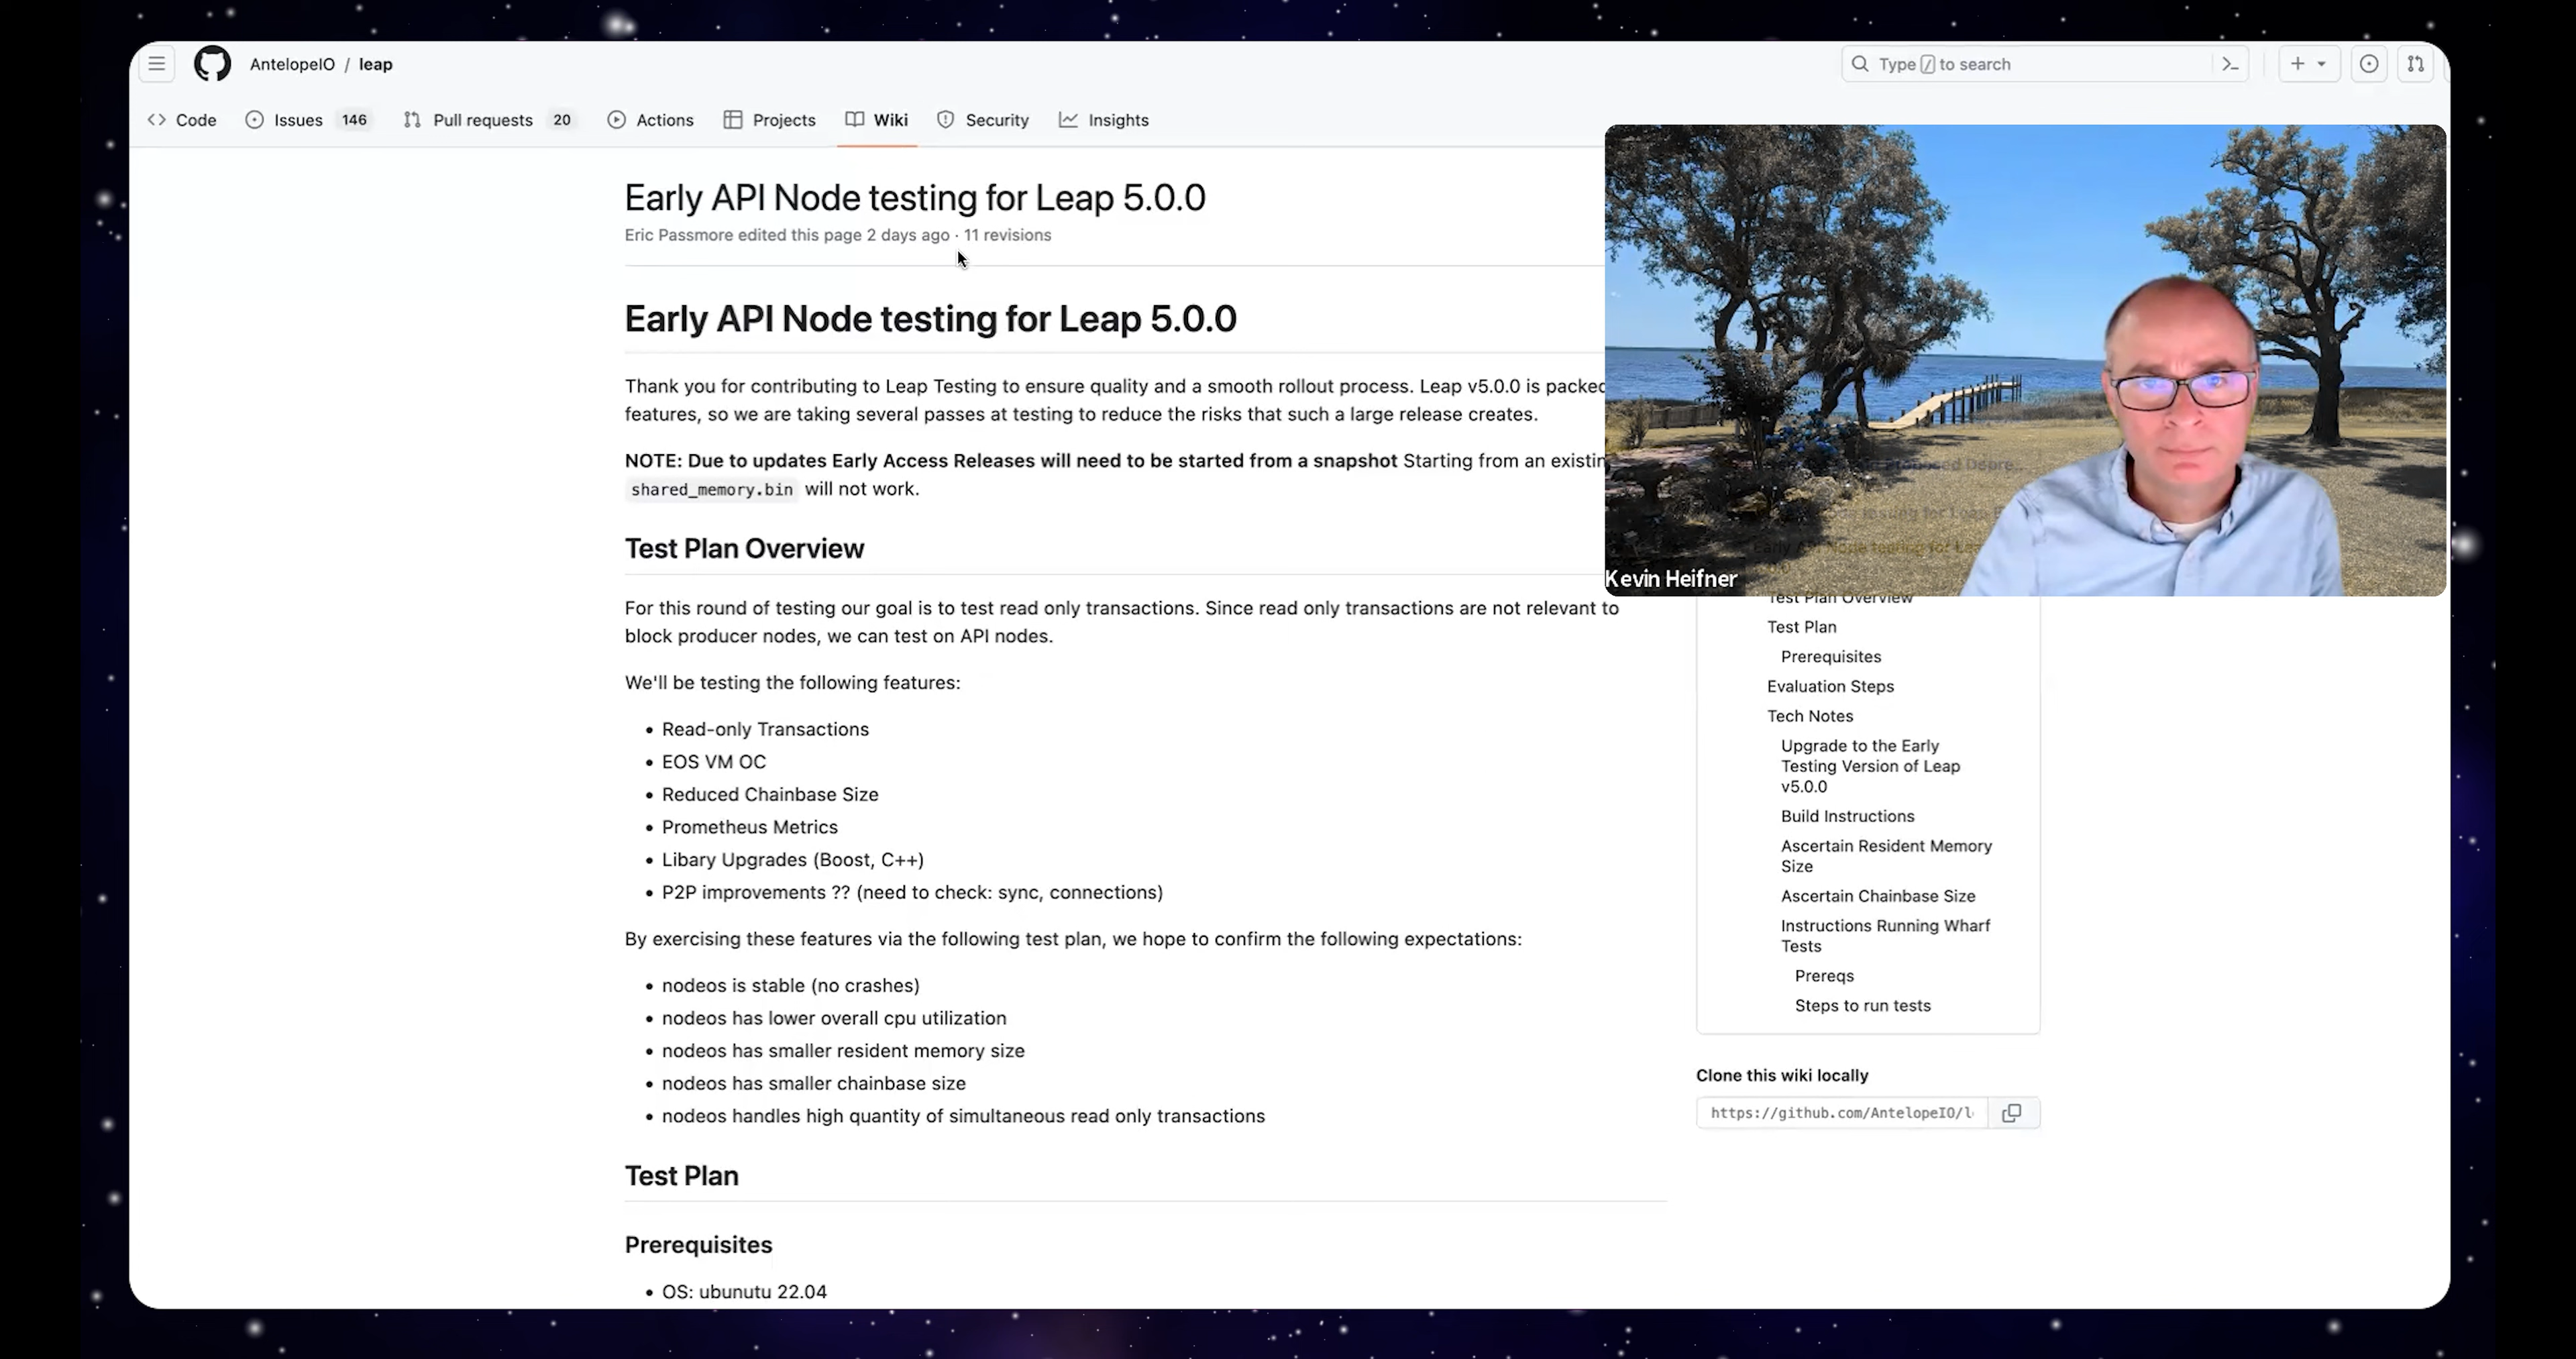 AntelopeIO / leap
Type / to search
Code
Issues 146
Pull requests 20
Actions
Projects
Wiki
Security
Insights
Early API Node testing for Leap 5.0.0
Eric Passmore edited this page 2 days ago · 11 revisions
Early API Node testing for Leap 5.0.0
Thank you for contributing to Leap Testing to ensure quality and a smooth rollout process. Leap v5.0.0 is packed
features, so we are taking several passes at testing to reduce the risks that such a large release creates.
NOTE: Due to updates Early Access Releases will need to be started from a snapshot Starting from an existin
shared_memory.bin will not work.
Test Plan Overview
For this round of testing our goal is to test read only transactions. Since read only transactions are not relevant to
block producer nodes, we can test on API nodes.
We'll be testing the following features:
• Read-only Transactions
• EOS VM OC
• Reduced Chainbase Size
• Prometheus Metrics
• Libary Upgrades (Boost, C++)
• P2P improvements ?? (need to check: sync, connections)
By exercising these features via the following test plan, we hope to confirm the following expectations:
• nodeos is stable (no crashes)
• nodeos has lower overall cpu utilization
• nodeos has smaller resident memory size
• nodeos has smaller chainbase size
• nodeos handles high quantity of simultaneous read only transactions
Test Plan
Prerequisites
• OS: ubunutu 22.04
Kevin Heifner
Test Plan Overview
Test Plan
Prerequisites
Evaluation Steps
Tech Notes
Upgrade to the Early
Testing Version of Leap
v5.0.0
Build Instructions
Ascertain Resident Memory
Size
Ascertain Chainbase Size
Instructions Running Wharf
Tests
Prereqs
Steps to run tests
Clone this wiki locally
https://github.com/AntelopeIO/l